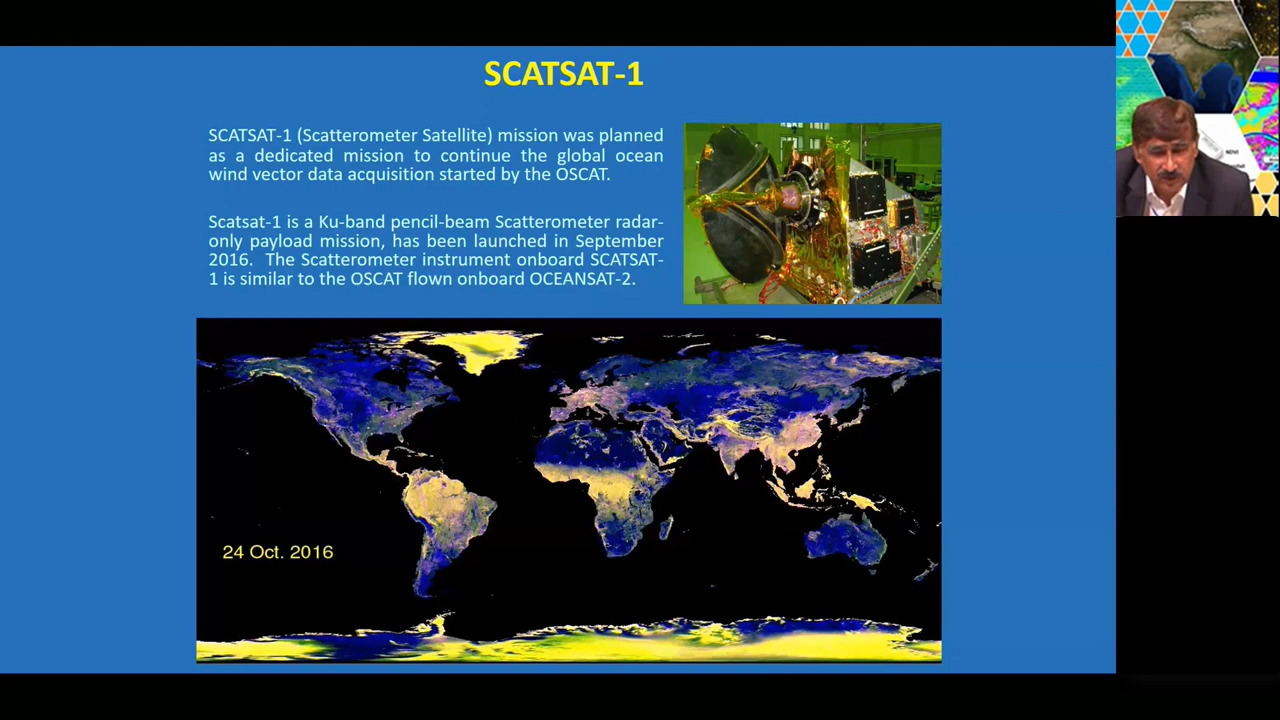 SCATSAT-1
SCATSAT-1 (Scatterometer Satellite) mission was planned
as a dedicated mission to continue the global ocean
wind vector data acquisition started by the OSCAT.
Scatsat-1 is a Ku-band pencil-beam Scatterometer radar-
only payload mission, has been launched in September
2016. The Scatterometer instrument onboard SCATSAT-
1 is similar to the OSCAT flown onboard OCEANSAT-2.
24 Oct. 2016
NDVI